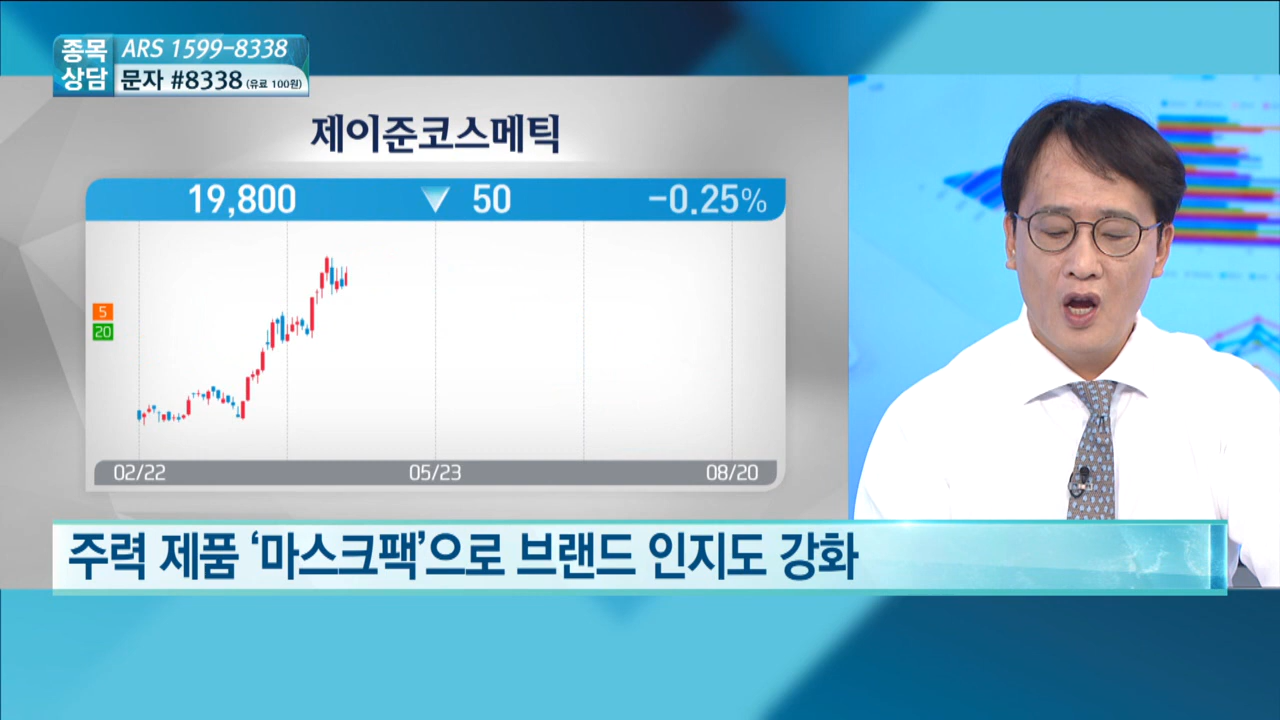 종목
상담
ARS 1599-8338
문자 #8338 (유료 100원)
제이준코스메틱
19,800 ▼ 50 -0.25%
5
20
02/22 05/23 08/20
주력 제품 ‘마스크팩’으로 브랜드 인지도 강화